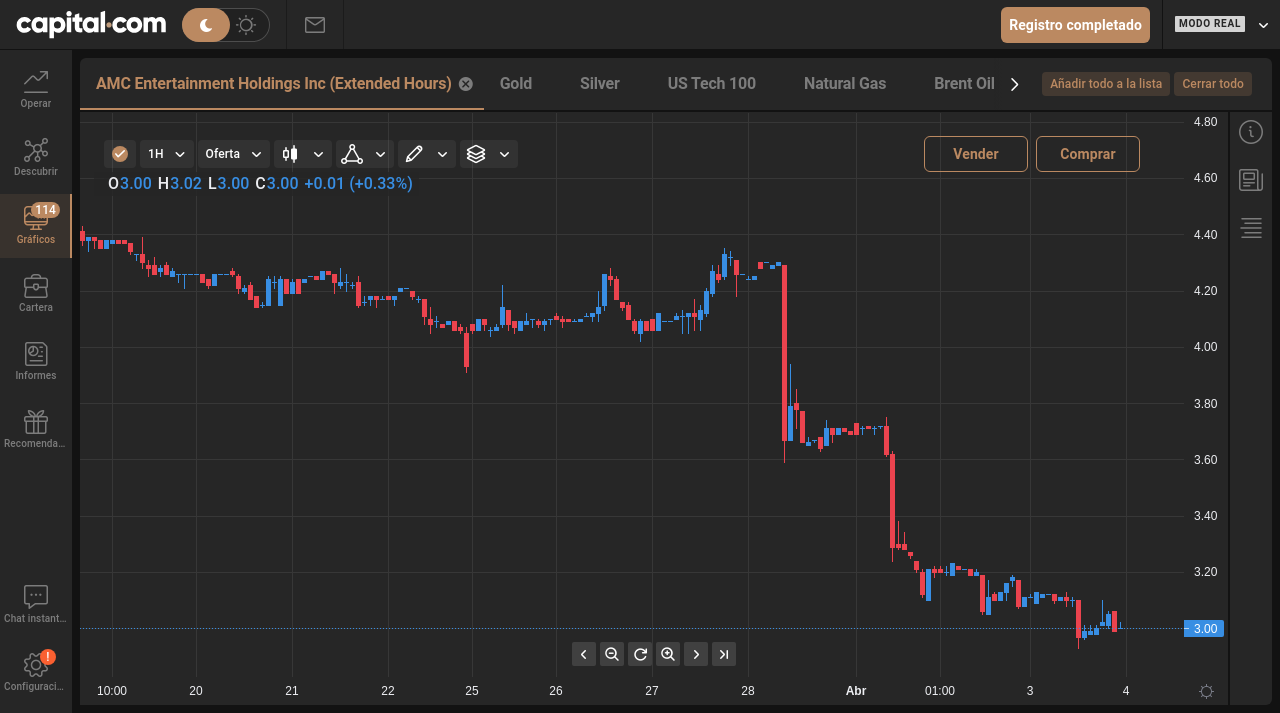 capital.com
Registro completado
MODO REAL
Operar
Descubrir
114
Gráficos
Cartera
Informes
Recomenda...
Chat instant...
!
Configuraci...
AMC Entertainment Holdings Inc (Extended Hours)
Gold
Silver
US Tech 100
Natural Gas
Brent Oil
Añadir todo a la lista
Cerrar todo
1H
Oferta
Vender
Comprar
O3.00 H3.02 L3.00 C3.00 +0.01 (+0.33%)
4.80
4.60
4.40
4.20
4.00
3.80
3.60
3.40
3.20
3.00
10:00 20 21 22 25 26 27 28 Abr 01:00 3 4